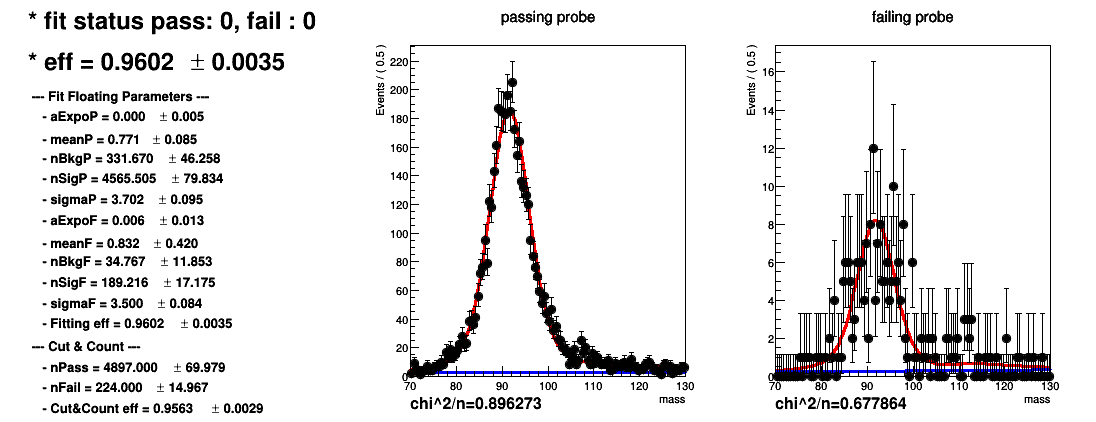 * fit status pass: 0, fail : 0
* eff = 0.9602 ± 0.0035
--- Fit Floating Parameters ---
- aExpoP = 0.000 ± 0.005
- meanP = 0.771 ± 0.085
- nBkgP = 331.670 ± 46.258
- nSigP = 4565.505 ± 79.834
- sigmaP = 3.702 ± 0.095
- aExpoF = 0.006 ± 0.013
- meanF = 0.832 ± 0.420
- nBkgF = 34.767 ± 11.853
- nSigF = 189.216 ± 17.175
- sigmaF = 3.500 ± 0.084
- Fitting eff = 0.9602 ± 0.0035
--- Cut & Count ---
- nPass = 4897.000 ± 69.979
- nFail = 224.000 ± 14.967
- Cut&Count eff = 0.9563 ± 0.0029
passing probe
Events / ( 0.5 )
220
200
180
160
140
120
100
80
60
40
20
0
70 80 90 100 110 120 130
mass
chi^2/n=0.896273
failing probe
Events / ( 0.5 )
16
14
12
10
8
6
4
2
0
70 80 90 100 110 120 130
mass
chi^2/n=0.677864